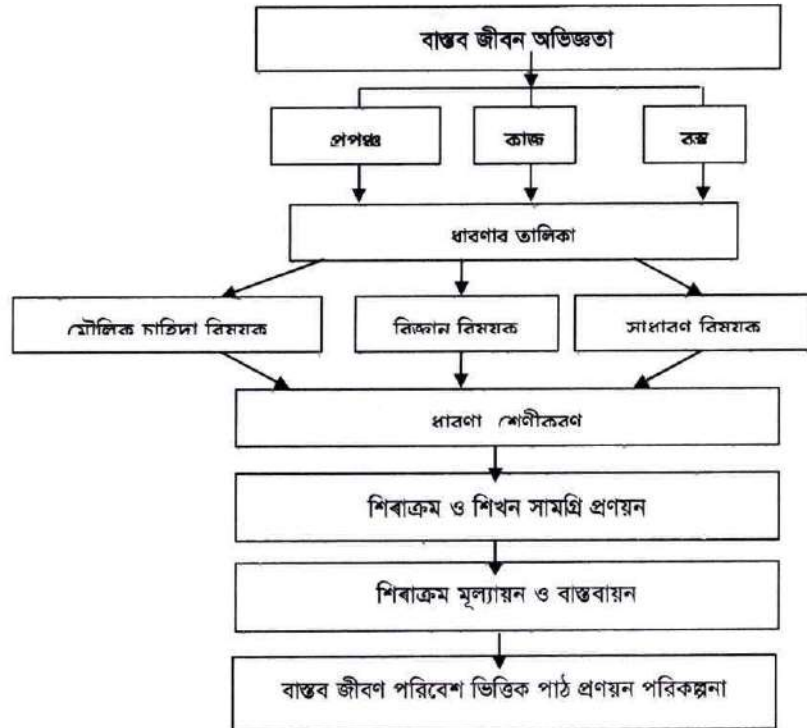 বাস্তব জীবন অভিজ্ঞতা
প্রপঞ্চ
কাজ
বস্তু
ধারণার তালিকা
মৌলিক চাহিদা বিষয়ক
বিজ্ঞান বিষয়ক
সাধারণ বিষয়ক
ধারণা শ্রেণীকরণ
শিৰাক্রম ও শিখন সামগ্রি প্রণয়ন
শিৰাক্রম মূল্যায়ন ও বাস্তবায়ন
বাস্তব জীবণ পরিবেশ ভিত্তিক পাঠ প্রণয়ন পরিকল্পনা